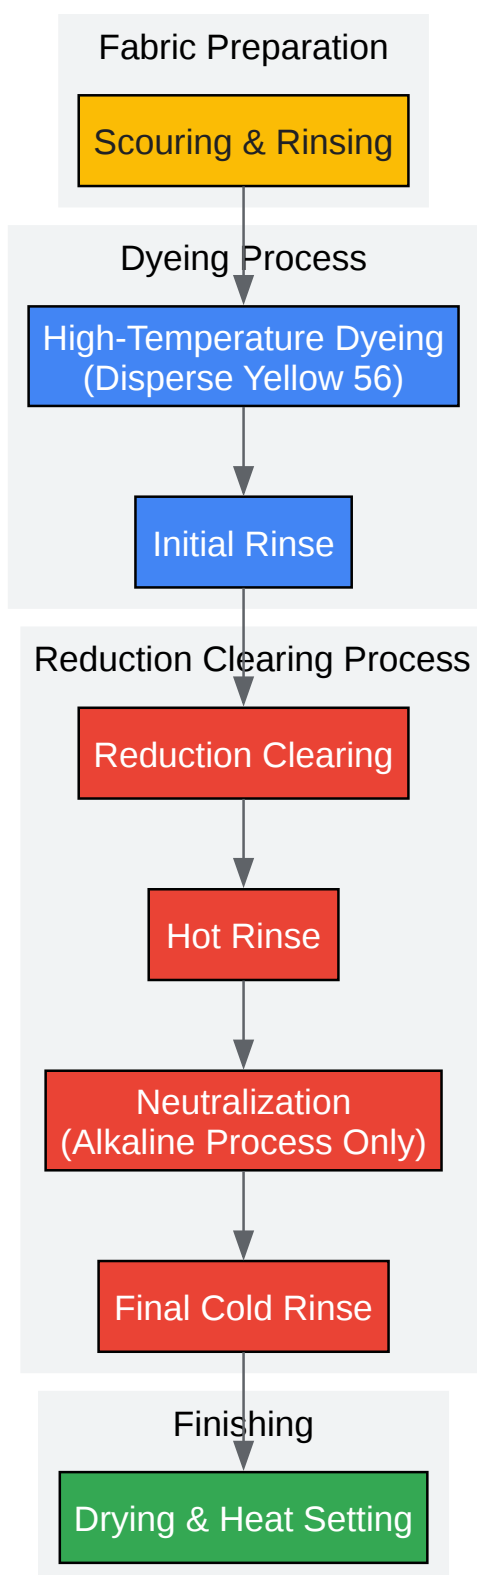 Fabric Preparation
Scouring & Rinsing
Dyeing Process
High-Temperature Dyeing
(Disperse Yellow 56)
Initial Rinse
Reduction Clearing Process
Reduction Clearing
Hot Rinse
Neutralization
(Alkaline Process Only)
Final Cold Rinse
Finishing
Drying & Heat Setting